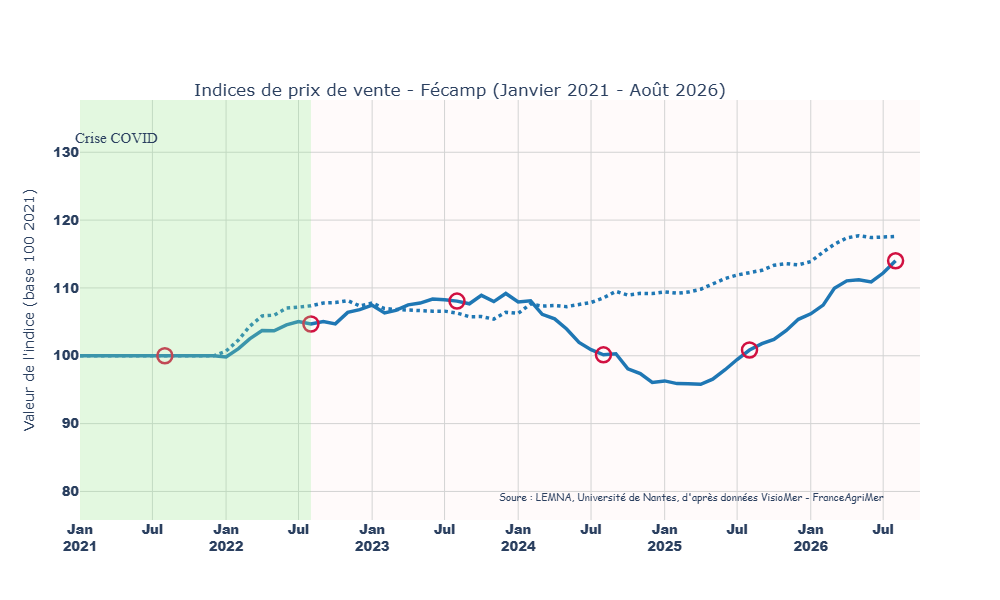 Indices de prix de vente - Fécamp (Janvier 2021 - Août 2026)
Crise COVID
Valeur de l'Indice (base 100 2021)
130
120
110
100
90
80
Soure : LEMNA, Université de Nantes, d'après données VisioMer - FranceAgriMer
Jan Jul Jan Jul Jan Jul Jan Jul Jan Jul Jan Jul
2021 2022 2023 2024 2025 2026